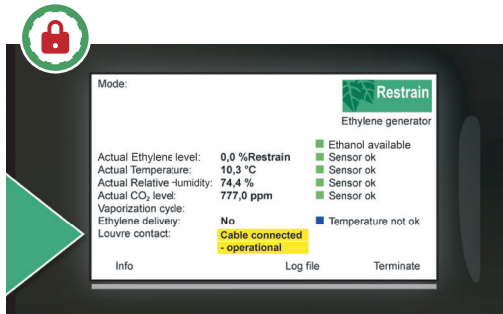 Mode:
Restrain
Ethylene generator
Ethanol available
Actual Ethylene level: 0,0 %Restrain Sensor ok
Actual Temperature: 10,3 °C Sensor ok
Actual Relative Humidity: 74,4 % Sensor ok
Actual CO₂ level: 777,0 ppm Sensor ok
Vaporization cycle:
Ethylene delivery: No Temperature not ok
Louvre contact: Cable connected
- operational
Info Log file Terminate